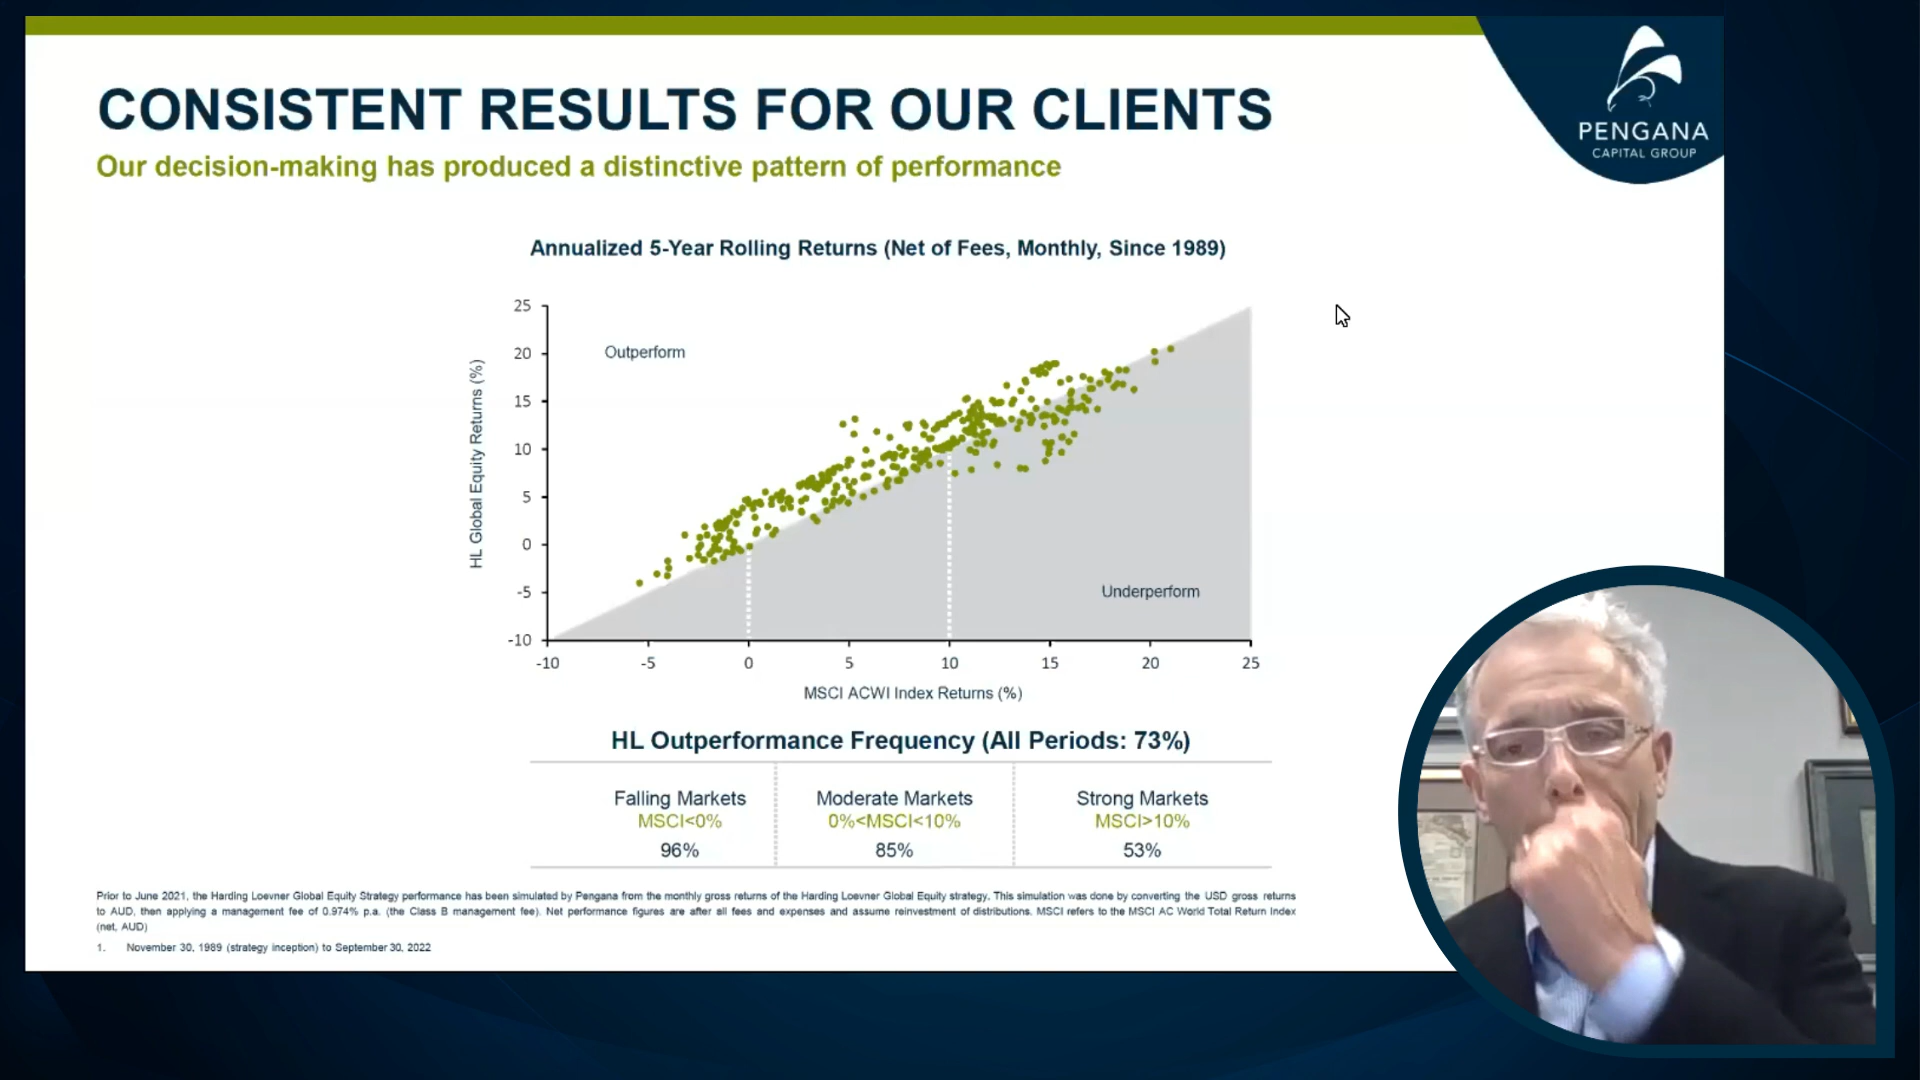 CONSISTENT RESULTS FOR OUR CLIENTS
Our decision-making has produced a distinctive pattern of performance
PENGANA
CAPITAL GROUP
Annualized 5-Year Rolling Returns (Net of Fees, Monthly, Since 1989)
HL Global Equity Returns (%)
25
20
15
10
5
0
-5
-10
Outperform
Underperform
-10 -5 0 5 10 15 20 25
MSCI ACWI Index Returns (%)
HL Outperformance Frequency (All Periods: 73%)
Falling Markets Moderate Markets Strong Markets
MSCI<0% 0%<MSCI<10% MSCI>10%
96% 85% 53%
Prior to June 2021, the Harding Loevner Global Equity Strategy performance has been simulated by Pengana from the monthly gross returns of the Harding Loevner Global Equity strategy. This simulation was done by converting the USD gross returns
to AUD, then applying a management fee of 0.974% p.a. (the Class B management fee). Net performance figures are after all fees and expenses and assume reinvestment of distributions. MSCI refers to the MSCI AC World Total Return Index
(net, AUD)
1. November 30, 1989 (strategy inception) to September 30, 2022